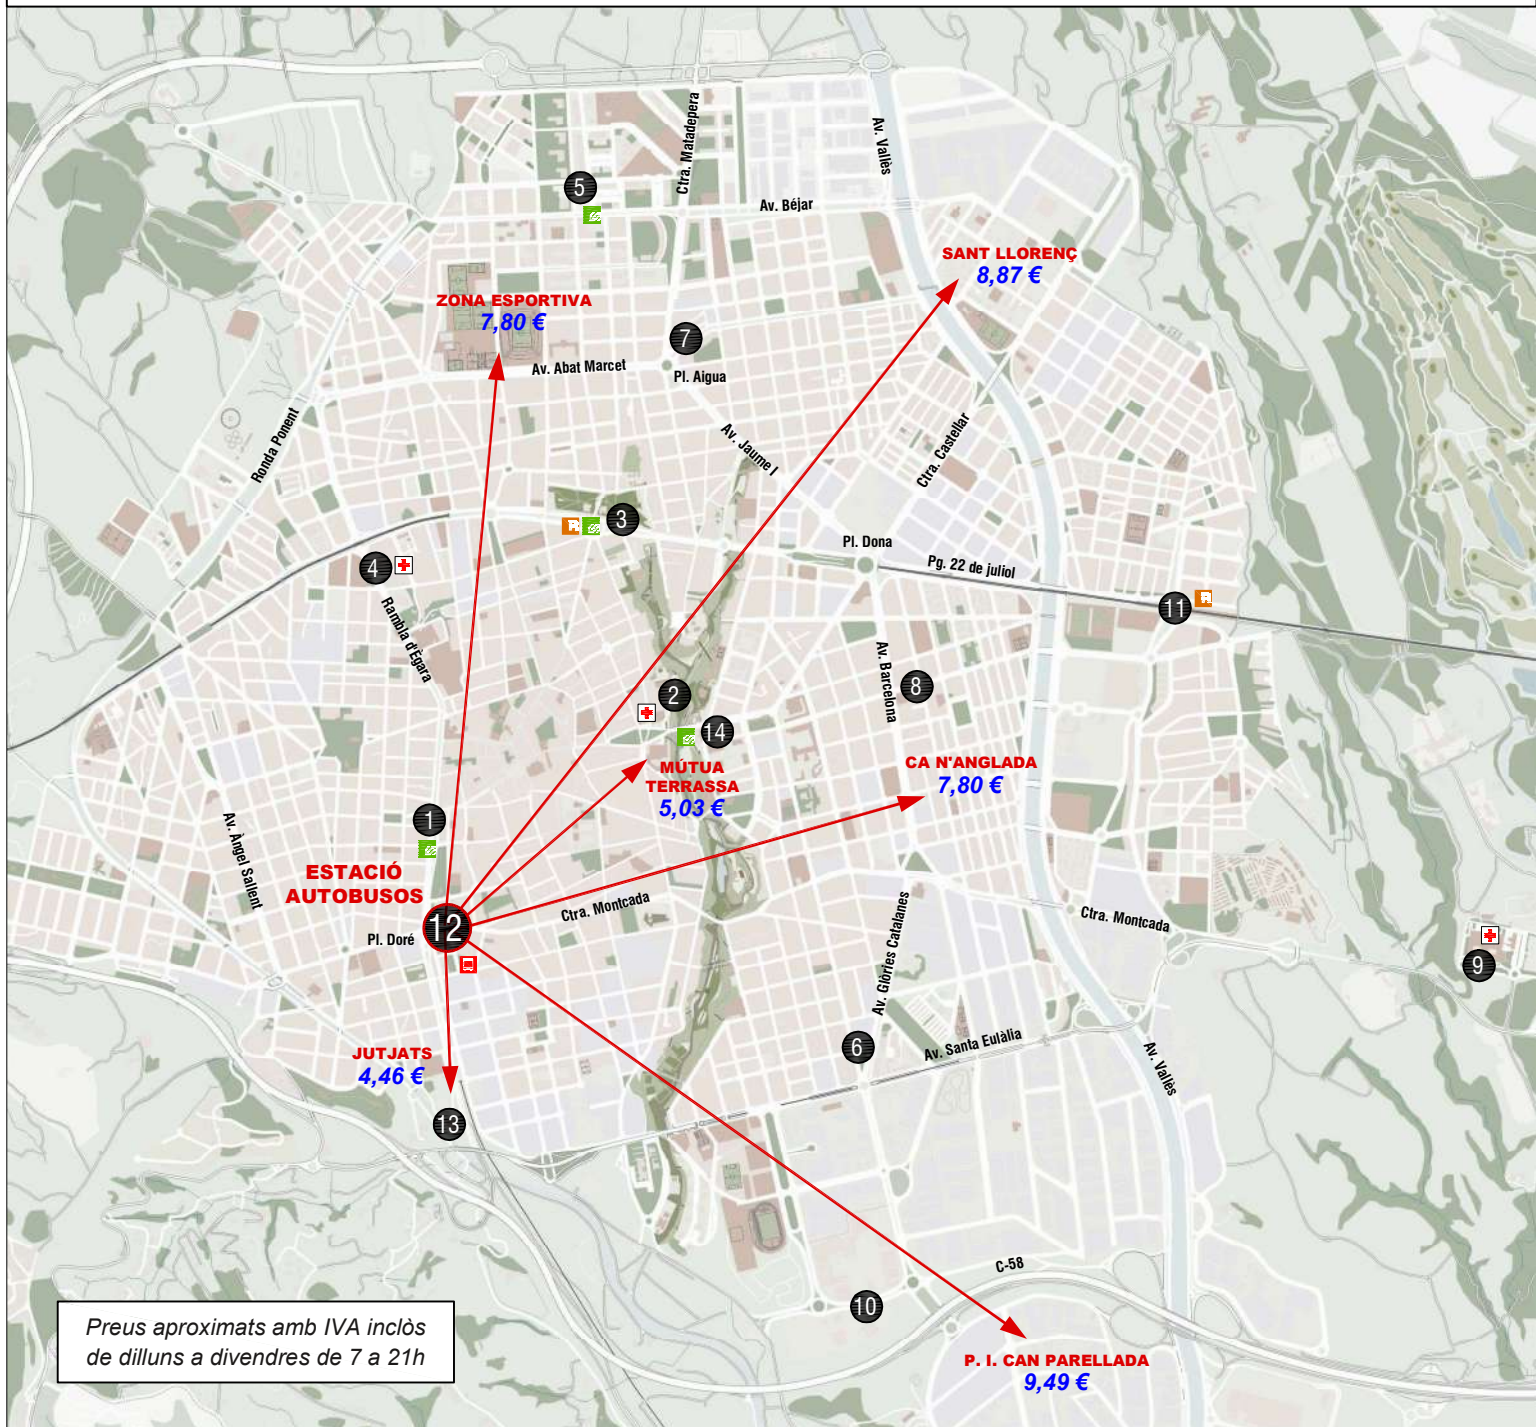 Ctra. Matadepera
Av. Vallès
5
Av. Béjar
SANT LLORENÇ
8,87 €
ZONA ESPORTIVA
7,80 €
7
Av. Abat Marcet
Pl. Aigua
Ronda Ponent
Av. Jaume I
Ctra. Castellar
R
3
Pl. Dona
4
Pg. 22 de juliol
R
11
Rambla d'Ègara
Av. Barcelona
8
2
14
MÚTUA
TERRASSA
5,03 €
CA N'ANGLADA
7,80 €
1
Av. Àngel Sallent
ESTACIÓ
AUTOBUSOS
12
Pl. Doré
Ctra. Montcada
Av. Glòries Catalanes
Ctra. Montcada
9
JUTJATS
4,46 €
6
Av. Santa Eulàlia
Av. Vallès
13
C-58
10
Preus aproximats amb IVA inclòs
de dilluns a divendres de 7 a 21h
P. I. CAN PARELLADA
9,49 €